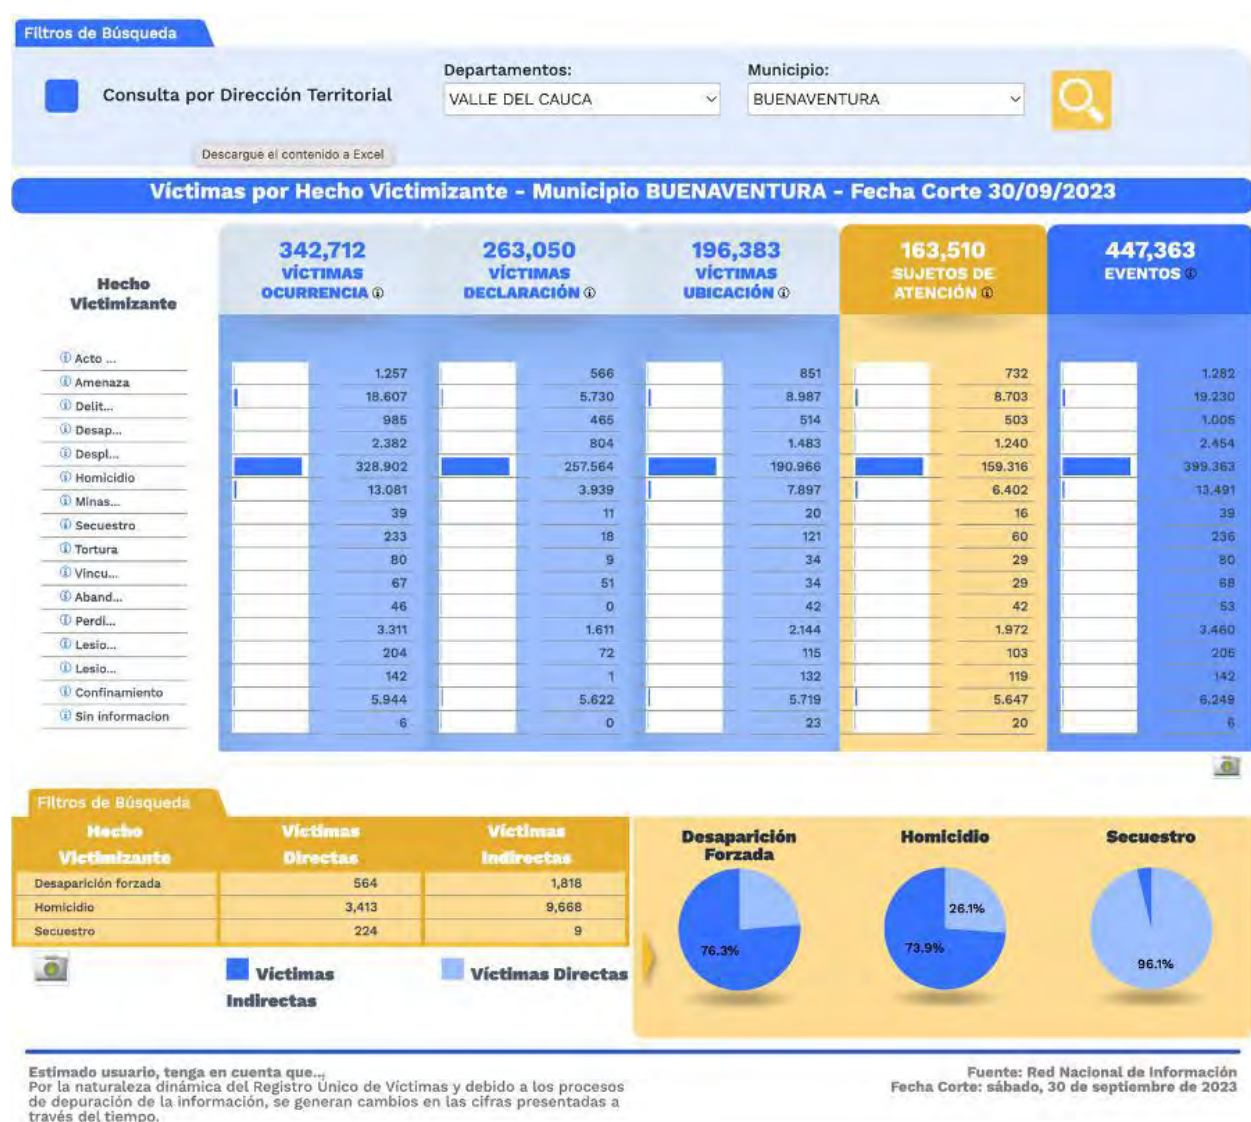 Filtros de Búsqueda
Consulta por Dirección Territorial
Departamentos:
VALLE DEL CAUCA
Municipio:
BUENAVENTURA
Descargue el contenido a Excel
Víctimas por Hecho Victimizante - Municipio BUENAVENTURA - Fecha Corte 30/09/2023
Hecho
Victimizante
342,712
VÍCTIMAS
OCURRENCIA
263,050
VÍCTIMAS
DECLARACIÓN
196,383
VÍCTIMAS
UBICACIÓN
163,510
SUJETOS DE
ATENCIÓN
447,363
EVENTOS
Acto ...
1.257 566 851 732 1.282
Amenaza
18.607 5.730 8.987 8.703 19.230
Delit...
985 465 514 503 1.005
Desap...
2.382 804 1.483 1.240 2.454
Despl...
328.902 257.564 190.966 159.316 399.363
Homicidio
13.081 3.939 7.897 6.402 13.491
Minas...
39 11 20 16 39
Secuestro
233 18 121 60 236
Tortura
80 9 34 29 80
Vincu...
67 51 34 29 68
Aband...
46 0 42 42 53
Perdi...
3.311 1.611 2.144 1.972 3.460
Lesio...
204 72 115 103 205
Lesio...
142 1 132 119 142
Confinamiento
5.944 5.622 5.719 5.647 6.249
Sin informacion
6 0 23 20 6
Filtros de Búsqueda
Hecho
Victimizante
Víctimas
Directas
Víctimas
Indirectas
Desaparición forzada 564 1,818
Homicidio 3,413 9,668
Secuestro 224 9
Víctimas
Indirectas
Víctimas Directas
Desaparición
Forzada
76.3%
Homicidio
26.1%
73.9%
Secuestro
96.1%
Estimado usuario, tenga en cuenta que..,
Por la naturaleza dinámica del Registro Único de Víctimas y debido a los procesos
de depuración de la información, se generan cambios en las cifras presentadas a
través del tiempo.
Fuente: Red Nacional de Información
Fecha Corte: sábado, 30 de septiembre de 2023